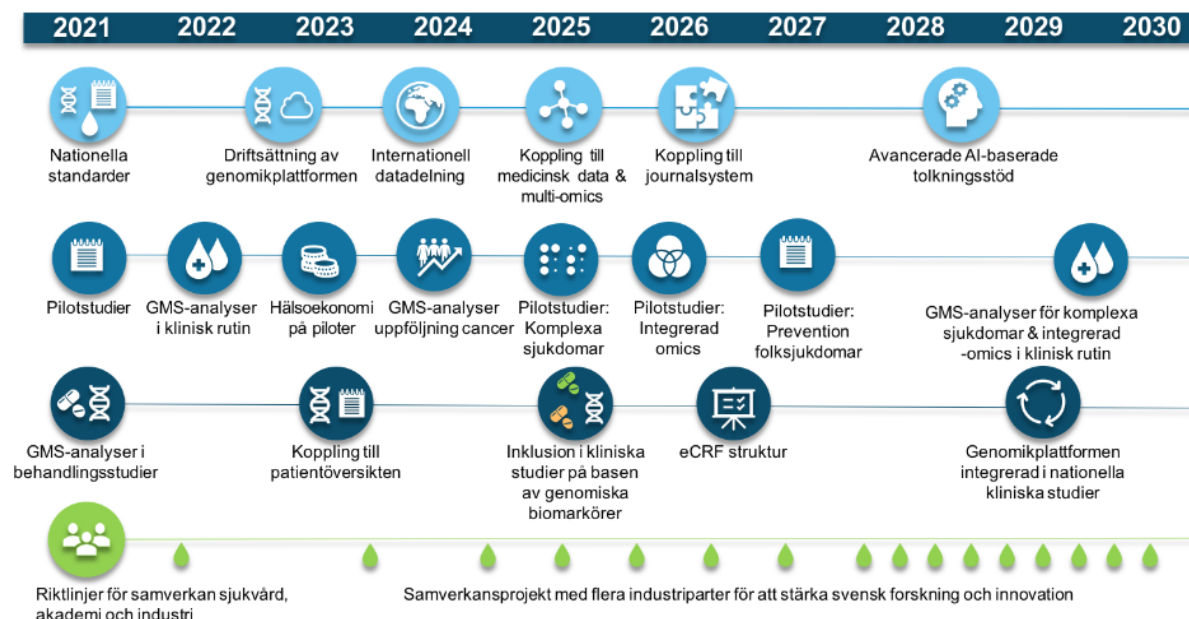 2021 2022 2023 2024 2025 2026 2027 2028 2029 2030
Nationella
standarder
Driftsättning av
genomikplattformen
Internationell
datadelning
Koppling till
medicinsk data &
multi-omics
Koppling till
journalsystem
Avancerade AI-baserade
tolkningsstöd
Pilotstudier
GMS-analyser
i klinisk rutin
Hälsoekonomi
på piloter
GMS-analyser
uppföljning cancer
Pilotstudier:
Komplexa
sjukdomar
Pilotstudier:
Integrerad
omics
Pilotstudier:
Prevention
folksjukdomar
GMS-analyser för komplexa
sjukdomar & integrerad
-omics i klinisk rutin
GMS-analyser i
behandlingsstudier
Koppling till
patientöversikten
Inklusion i kliniska
studier på basen
av genomiska
biomarkörer
eCRF struktur
Genomikplattformen
integrerad i nationella
kliniska studier
Riktlinjer för samverkan sjukvård,
akademi och industri
Samverkansprojekt med flera industriparter för att stärka svensk forskning och innovation